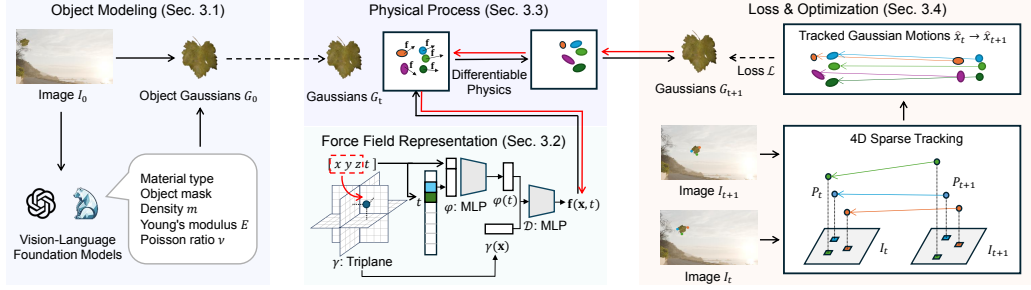 Object Modeling (Sec. 3.1)
Image I₀
Object Gaussians G₀
Material type
Object mask
Density m
Young's modulus E
Poisson ratio ν
Vision-Language
Foundation Models
Physical Process (Sec. 3.3)
Gaussians Gₜ
f f
f f
f f
Differentiable
Physics
Force Field Representation (Sec. 3.2)
[x y z t]
t
φ: MLP
φ(t)
𝒟: MLP
f(x, t)
γ: Triplane
γ(x)
Loss & Optimization (Sec. 3.4)
Gaussians Gₜ₊₁
Loss ℒ
Tracked Gaussian Motions x̂ₜ → x̂ₜ₊₁
4D Sparse Tracking
Image Iₜ₊₁
Image Iₜ
Pₜ
Pₜ₊₁
Iₜ
Iₜ₊₁